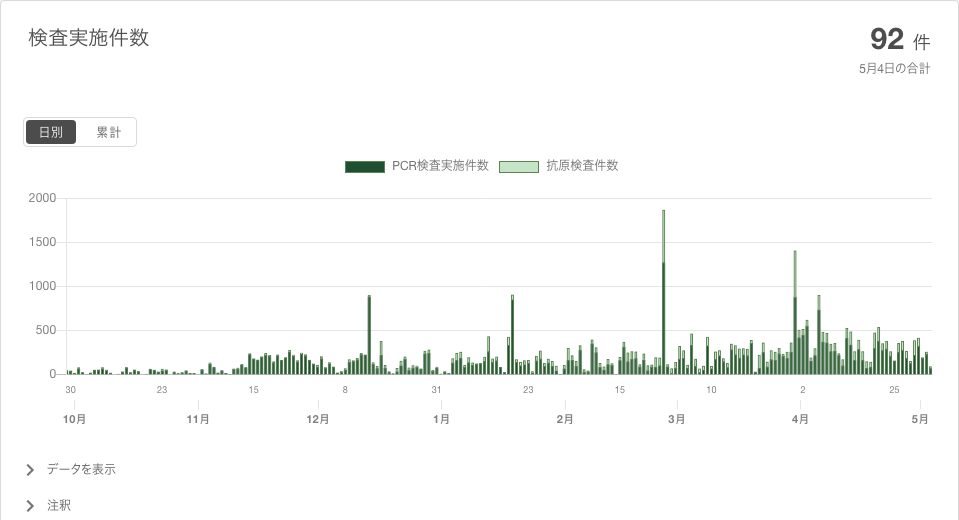 検査実施件数
92 件
5月4日の合計
日別 累計
PCR検査実施件数 抗原検査件数
2000
1500
1000
500
0
30 23 15 8 31 23 15 10 2 25
10月 11月 12月 1月 2月 3月 4月 5月
データを表示
注釈